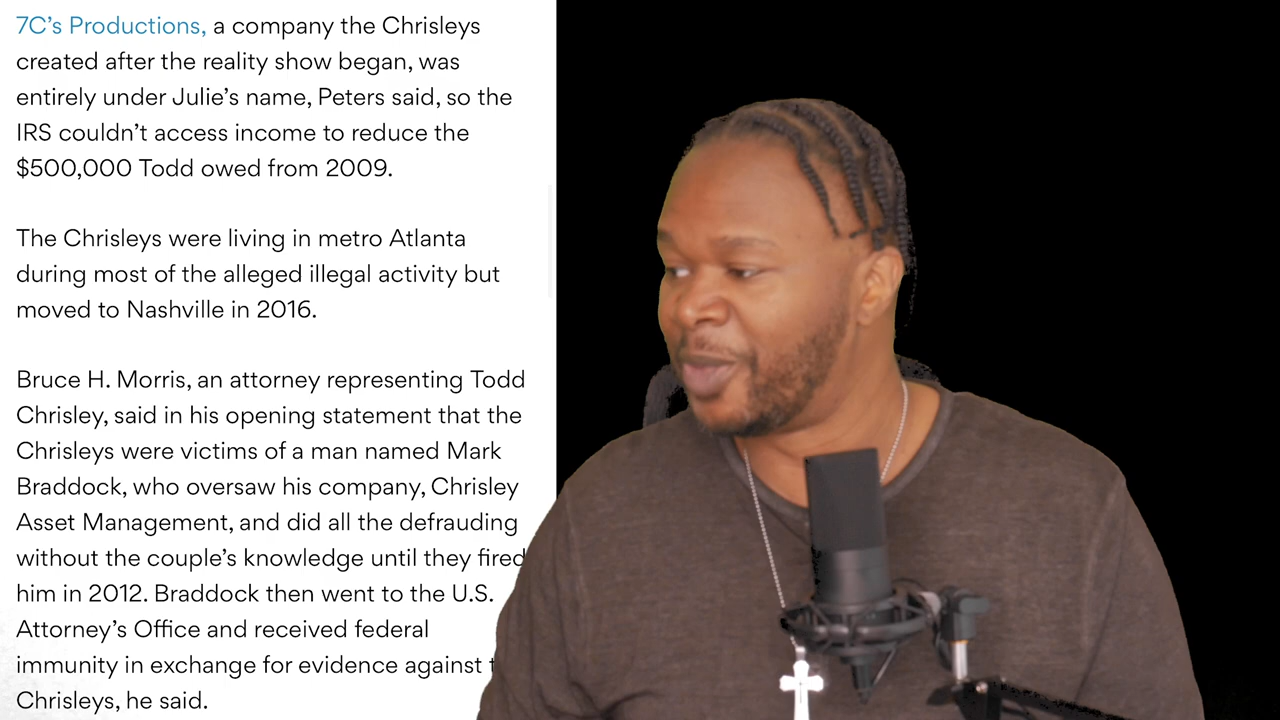 7C’s Productions, a company the Chrisleys
created after the reality show began, was
entirely under Julie’s name, Peters said, so the
IRS couldn’t access income to reduce the
$500,000 Todd owed from 2009.
The Chrisleys were living in metro Atlanta
during most of the alleged illegal activity but
moved to Nashville in 2016.
Bruce H. Morris, an attorney representing Todd
Chrisley, said in his opening statement that the
Chrisleys were victims of a man named Mark
Braddock, who oversaw his company, Chrisley
Asset Management, and did all the defrauding
without the couple’s knowledge until they fired
him in 2012. Braddock then went to the U.S.
Attorney’s Office and received federal
immunity in exchange for evidence against
Chrisleys, he said.